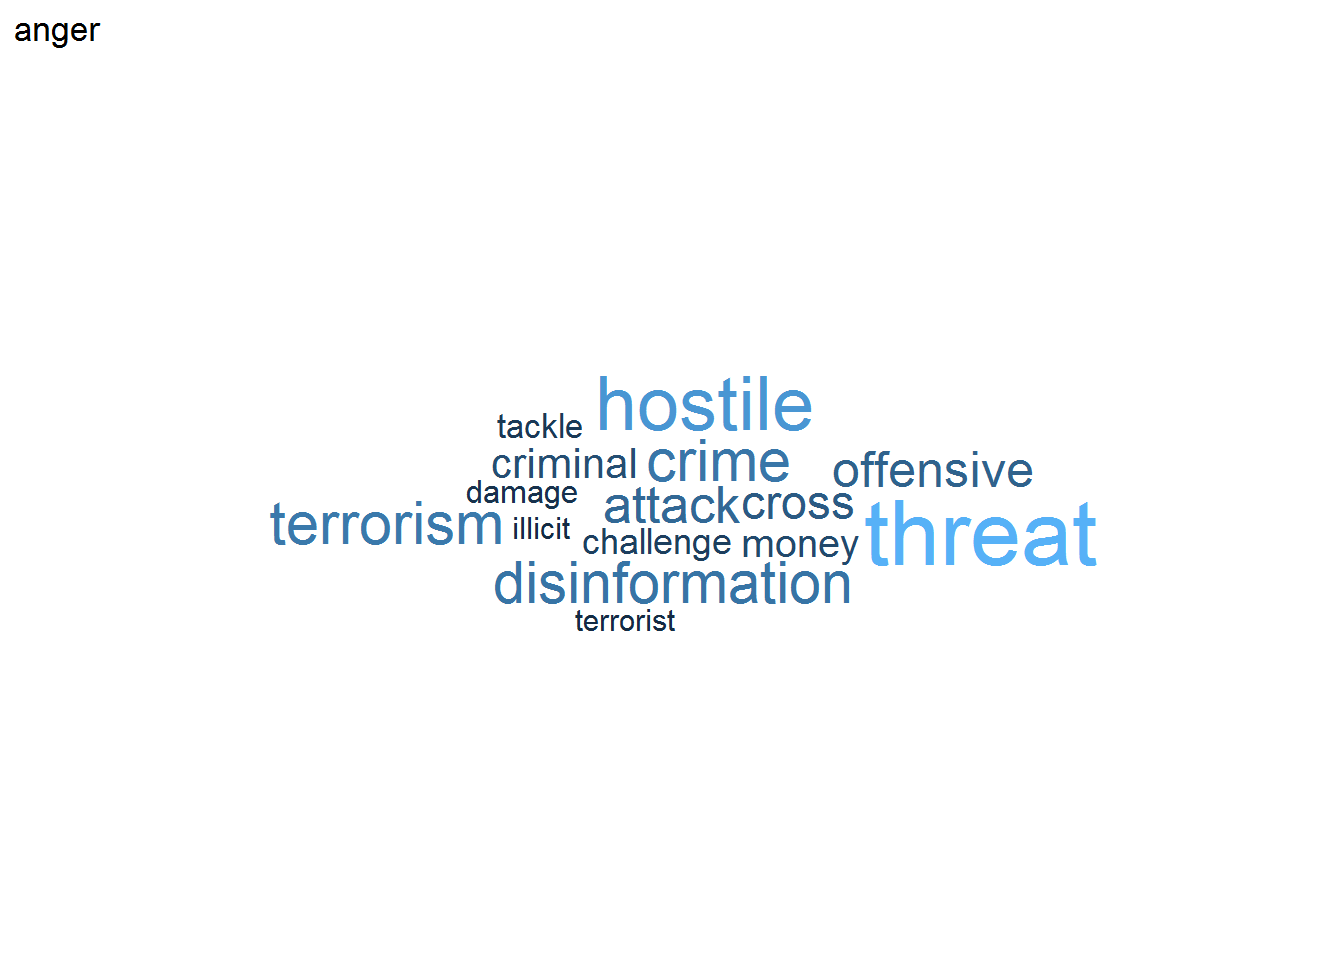 anger
hostile
tackle
criminal crime offensive
damage attack cross
terrorism illicit challenge money threat
disinformation
terrorist